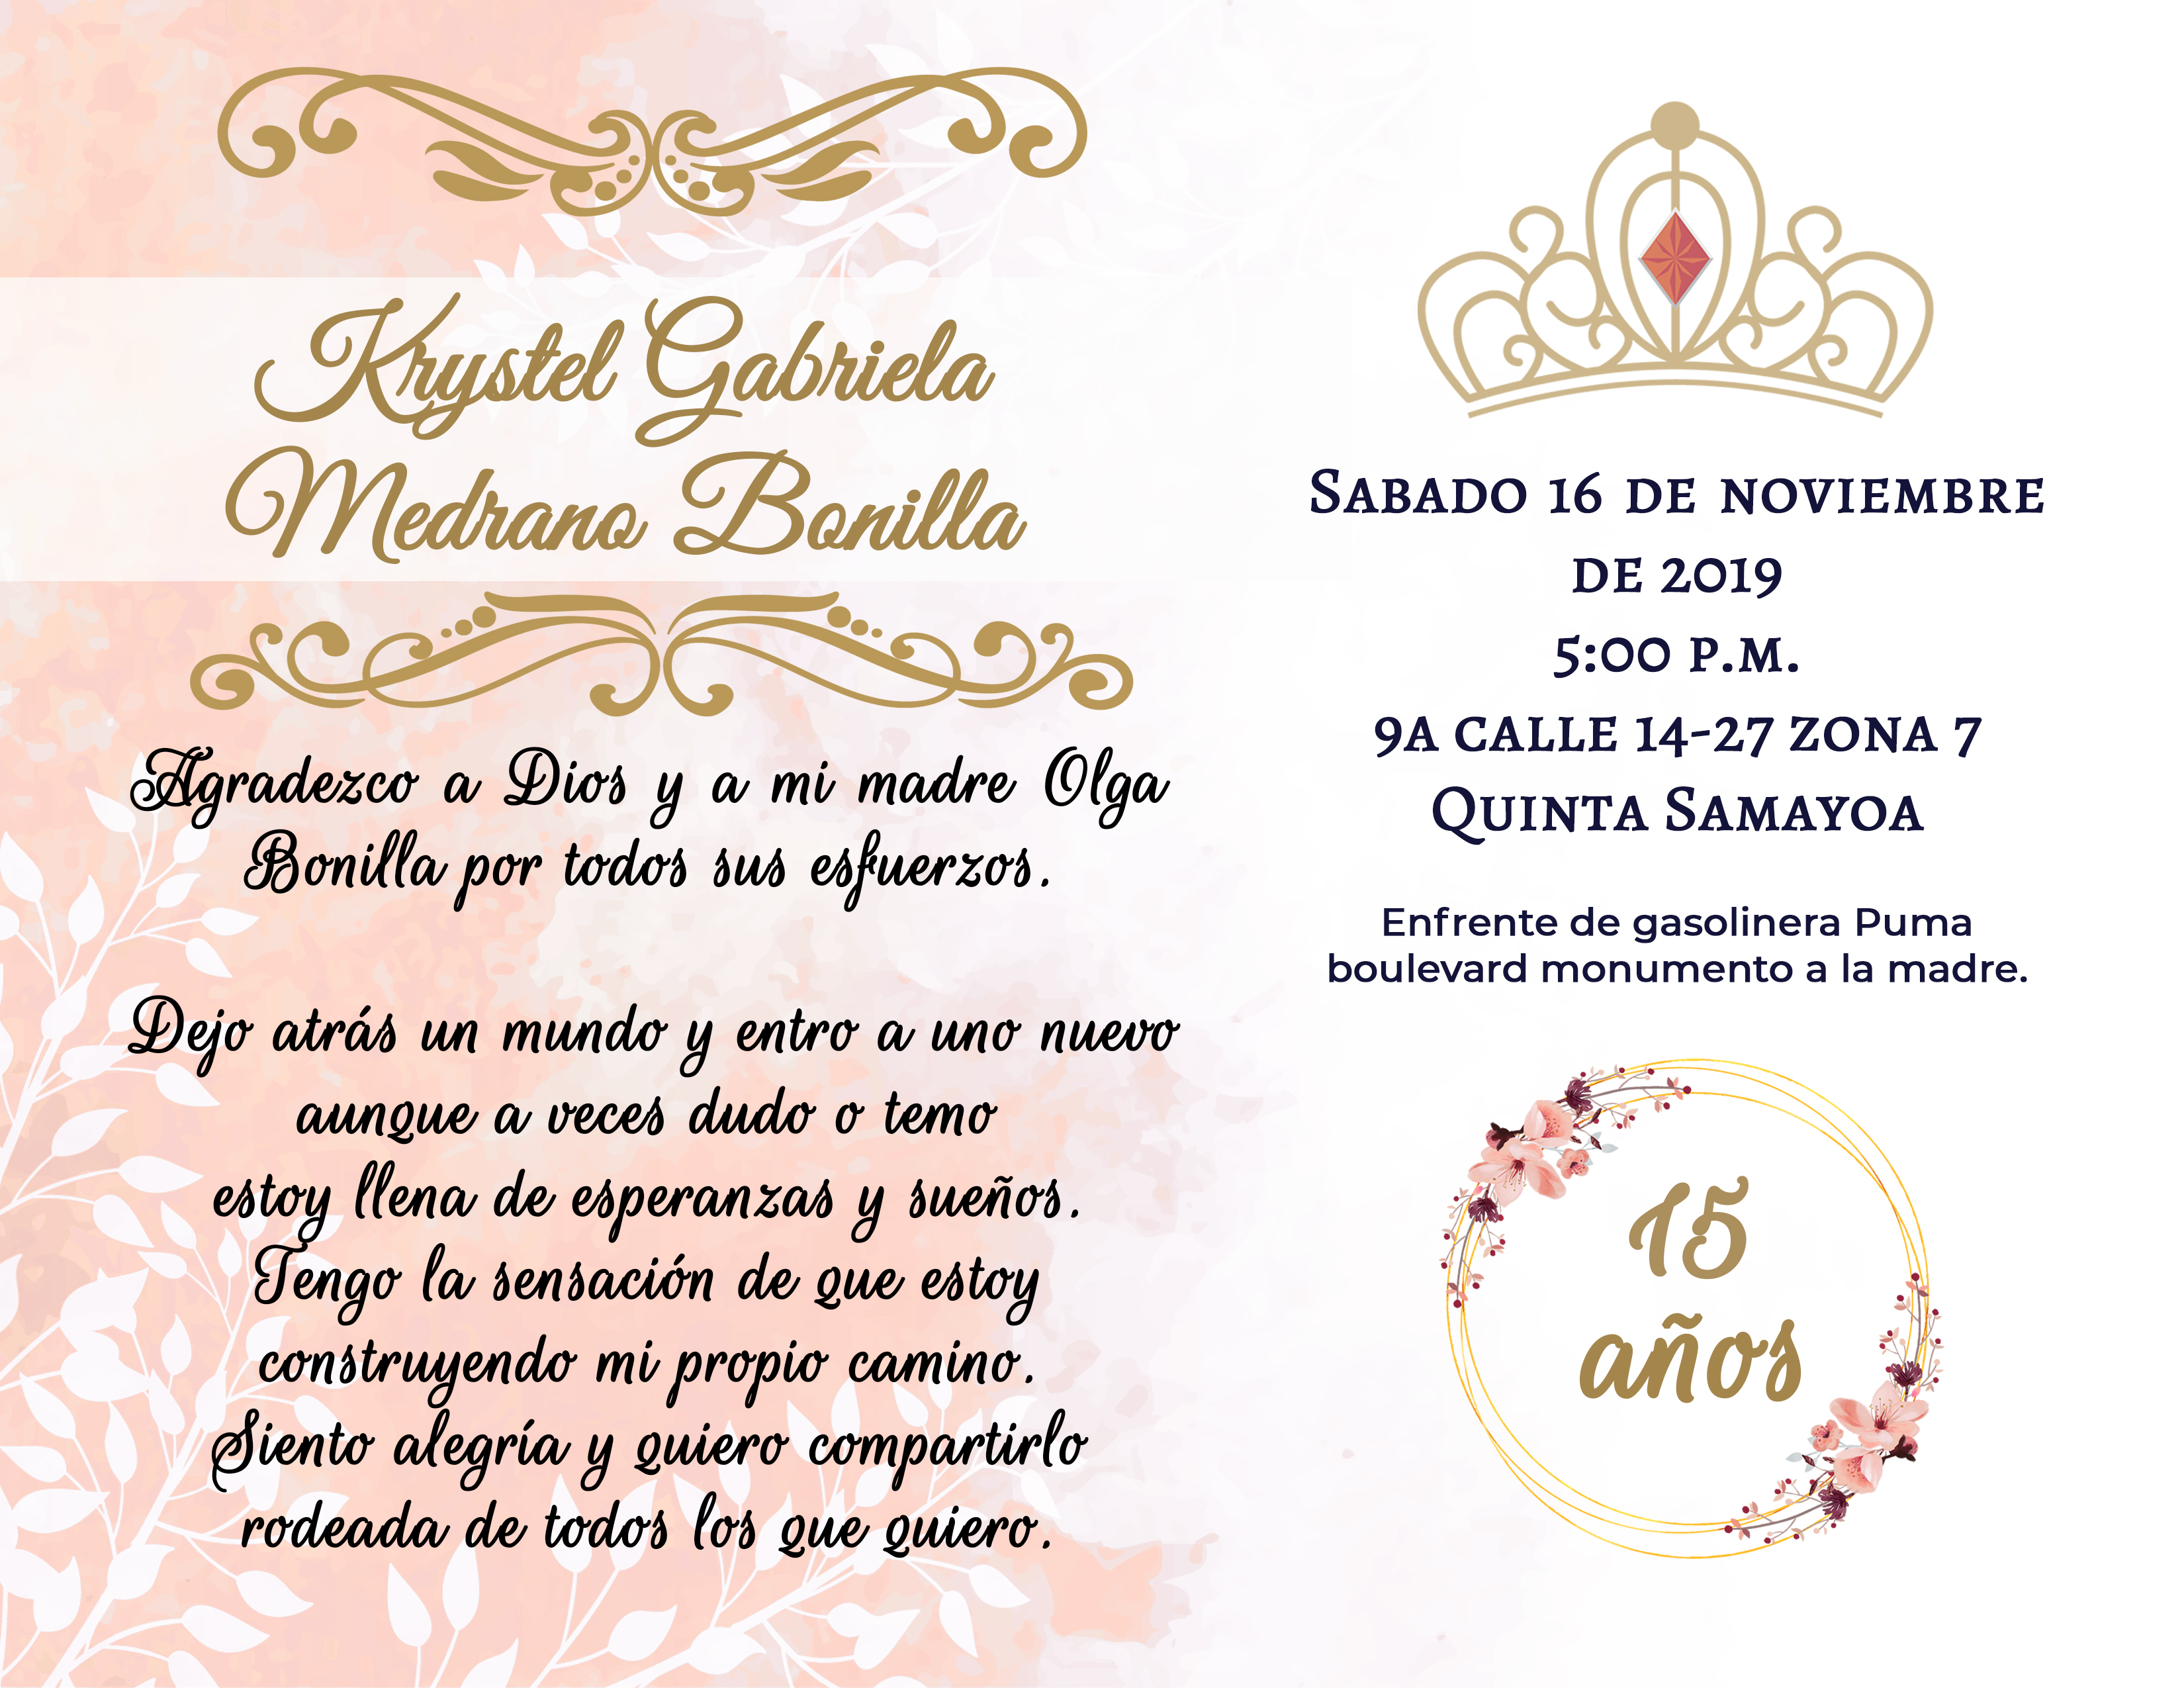 Krystel Gabriela
Medrano Bonilla
Agradezco a Dios y a mi madre Olga
Bonilla por todos sus esfuerzos.
Dejo atrás un mundo y entro a uno nuevo
aunque a veces dudo o temo
estoy llena de esperanzas y sueños.
Tengo la sensación de que estoy
construyendo mi propio camino.
Siento alegría y quiero compartirlo
rodeada de todos los que quiero.
Sabado 16 de noviembre
de 2019
5:00 p.m.
9a calle 14-27 zona 7
Quinta Samayoa
Enfrente de gasolinera Puma
boulevard monumento a la madre.
15
años